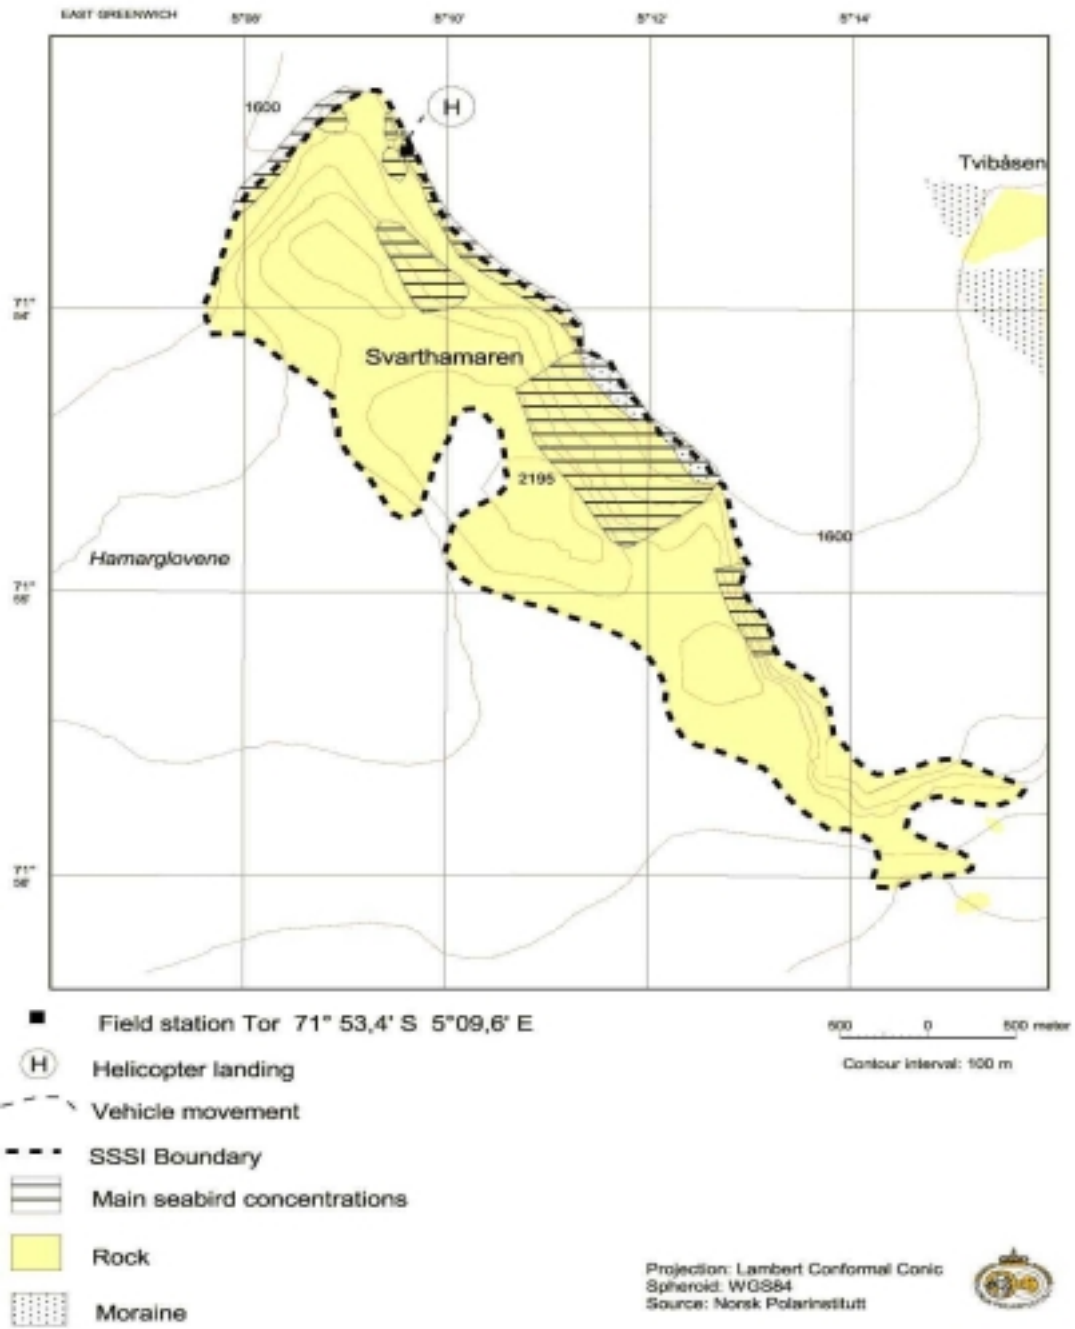 EAST GREENWICH
5°08'
5°10'
5°12'
5°14'
1600
H
Tvibåsen
71°
54'
Svarthamaren
2195
1600
Hamarglovene
71°
55'
71°
56'
Field station Tor 71° 53,4' S 5°09,6' E
500 0 500 meter
H
Helicopter landing
Contour interval: 100 m
Vehicle movement
SSSI Boundary
Main seabird concentrations
Rock
Projection: Lambert Conformal Conic
Spheroid: WGS84
Source: Norsk Polarinstitutt
Moraine